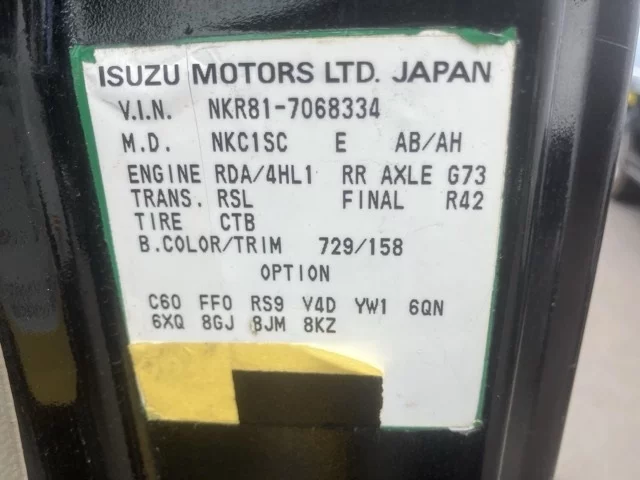 ISUZU MOTORS LTD. JAPAN
V.I.N. NKR81-7068334
M.D. NKC1SC E AB/AH
ENGINE RDA/4HL1 RR AXLE G73
TRANS. RSL FINAL R42
TIRE CTB
B.COLOR/TRIM 729/158
OPTION
C60 FF0 RS9 V4D YW1 6QN
6XQ 8GJ 8JM 8KZ